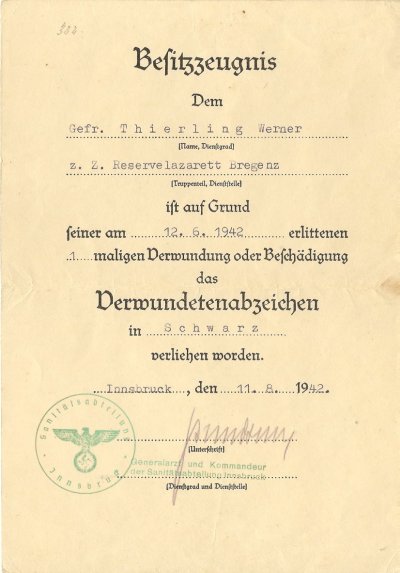 Besitzzeugnis
Dem
Gefr. Thierling Werner
(Name, Dienstgrad)
z. Z. Reservelazarett Bregenz
(Truppenteil, Dienststelle)
ist auf Grund
seiner am 12. 6. 1942 erlittenen
1 maligen Verwundung oder Beschädigung
das
Verwundetenabzeichen
in Schwarz
verliehen worden.
Innsbruck, den 11. 8. 1942.
Sanitätsabteilung
Innsbruck
(Unterschrift)
Generalarzt und Kommandeur
der Sanitätsabteilung Innsbruck
(Dienstgrad und Dienststelle)